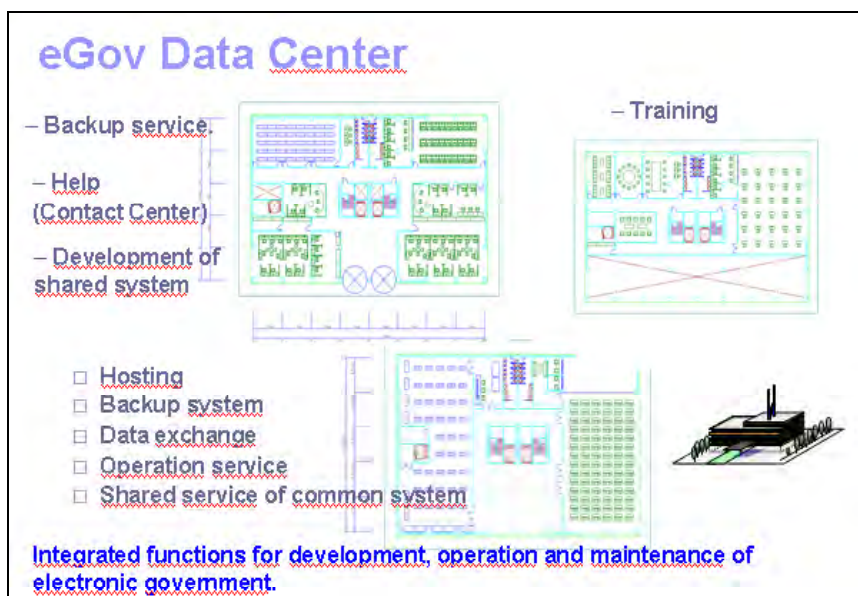 eGov Data Center
– Backup service.
– Help
(Contact Center)
– Development of
shared system
– Training
□ Hosting
□ Backup system
□ Data exchange
□ Operation service
□ Shared service of common system
Integrated functions for development, operation and maintenance of
electronic government.